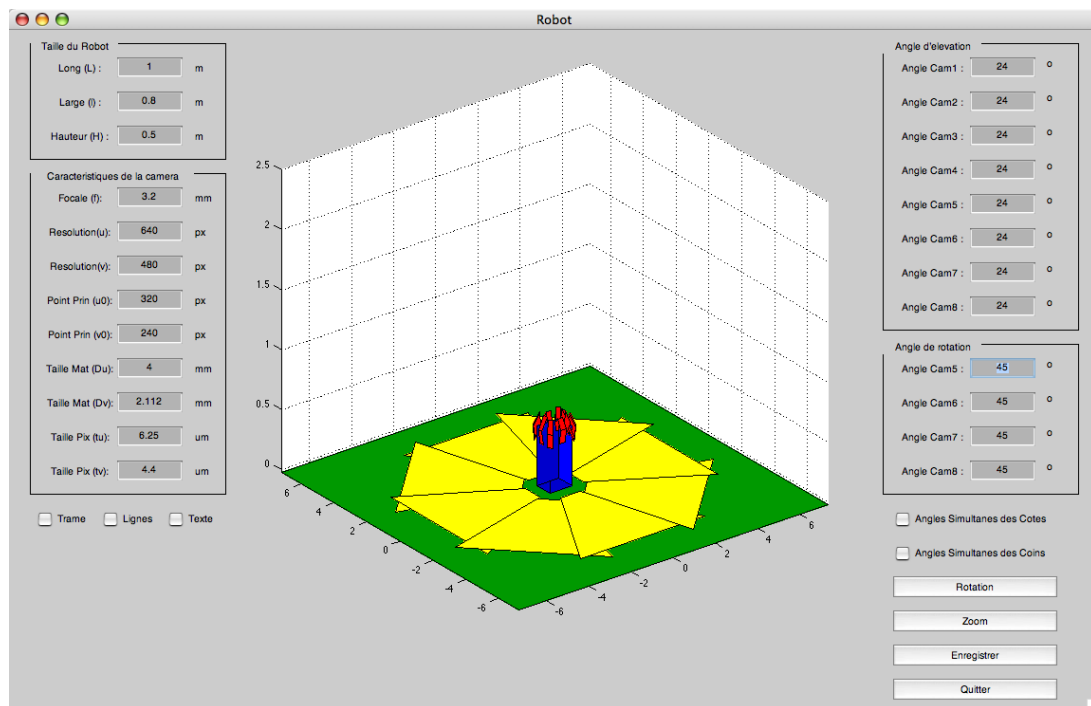 Robot
Taille du Robot
Long (L) : 1 m
Large (l) : 0.8 m
Hauteur (H) : 0.5 m
Caracteristiques de la camera
Focale (f): 3.2 mm
Resolution(u): 640 px
Resolution(v): 480 px
Point Prin (u0): 320 px
Point Prin (v0): 240 px
Taille Mat (Du): 4 mm
Taille Mat (Dv): 2.112 mm
Taille Pix (tu): 6.25 um
Taille Pix (tv): 4.4 um
Trame Lignes Texte
2.5
2
1.5
1
0.5
0
6
4
2
0
-2
-4
-6
-6
-4
-2
0
2
4
6
Angle d'elevation
Angle Cam1 : 24 o
Angle Cam2 : 24 o
Angle Cam3 : 24 o
Angle Cam4 : 24 o
Angle Cam5 : 24 o
Angle Cam6 : 24 o
Angle Cam7 : 24 o
Angle Cam8 : 24 o
Angle de rotation
Angle Cam5 : 45 o
Angle Cam6 : 45 o
Angle Cam7 : 45 o
Angle Cam8 : 45 o
Angles Simultanes des Cotes
Angles Simultanes des Coins
Rotation
Zoom
Enregistrer
Quitter